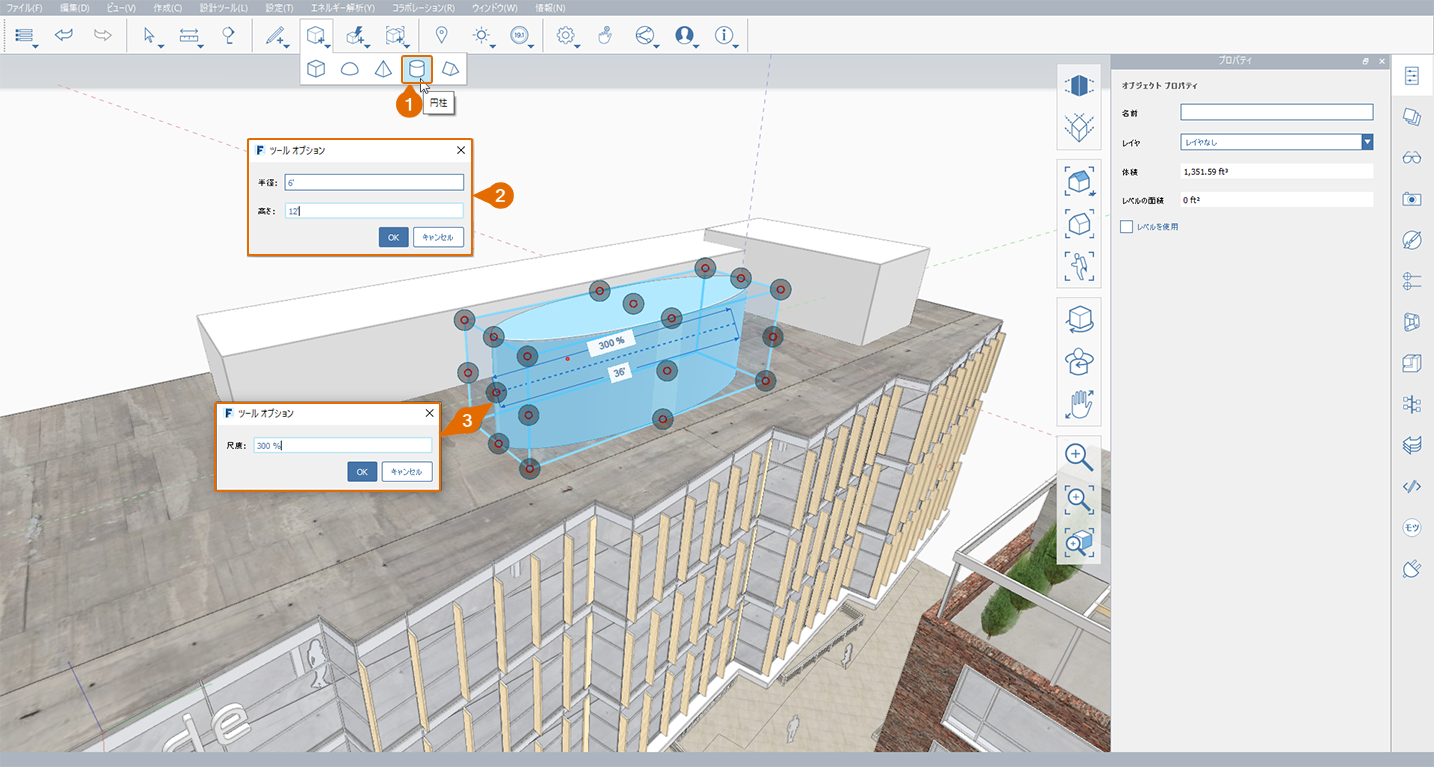 ファイル(F) 編集(D) ビュー(V) 作成(C) 設計ツール(L) 設定(T) エネルギー解析(Y) コラボレーション(R) ウィンドウ(W) 情報(N)
19.1
1
円柱
F ツール オプション
半径: 6'
高さ: 12'
OK キャンセル
2
300 %
36'
F ツール オプション
尺度: 300 %
OK キャンセル
3
de
プロパティ
オブジェクト プロパティ
名前
レイヤ レイヤなし
体積 1,351.59 ft³
レベルの面積 0 ft²
レベルを使用
モツ